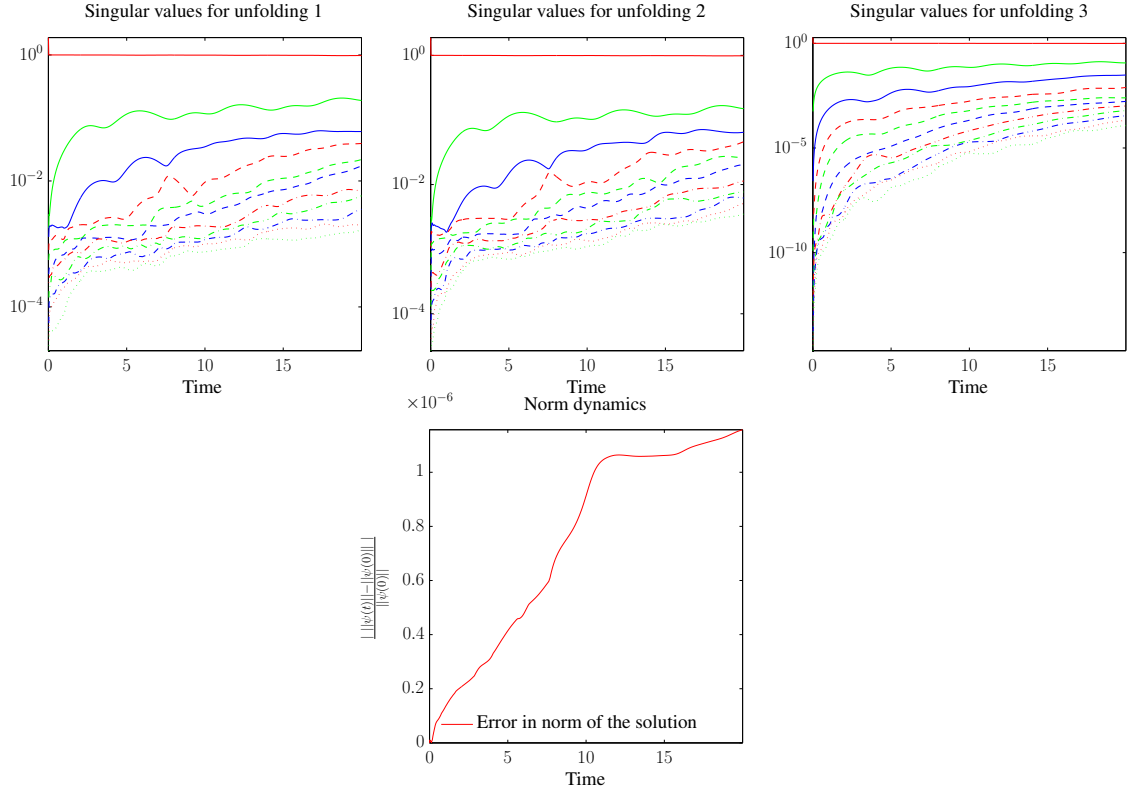 Singular values for unfolding 1
10^0
10^−2
10^−4
0 5 10 15
Time
Singular values for unfolding 2
10^0
10^−2
10^−4
0 5 10 15
Time
Singular values for unfolding 3
10^0
10^−5
10^−10
0 5 10 15
Time
×10^−6
Norm dynamics
1
0.8
0.6
0.4
0.2
0
| ||ψ(t)||−||ψ(0)|| |
||ψ(0)||
Error in norm of the solution
0 5 10 15
Time